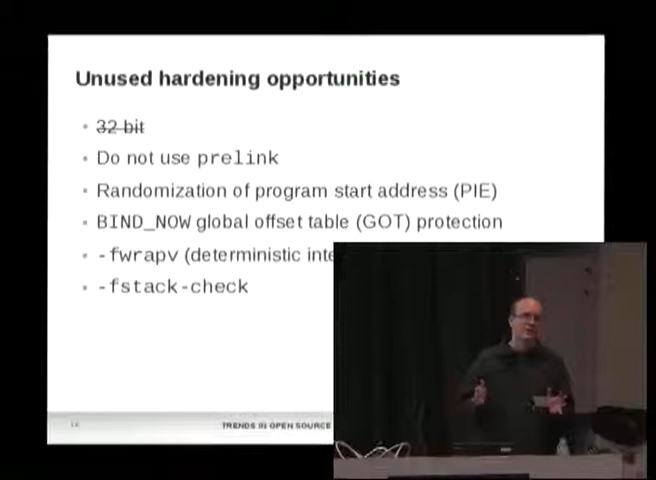 Unused hardening opportunities
32 bit
Do not use prelink
Randomization of program start address (PIE)
BIND_NOW global offset table (GOT) protection
-fwrapv (deterministic inte
-fstack-check
TRENDS IN OPEN SOURCE